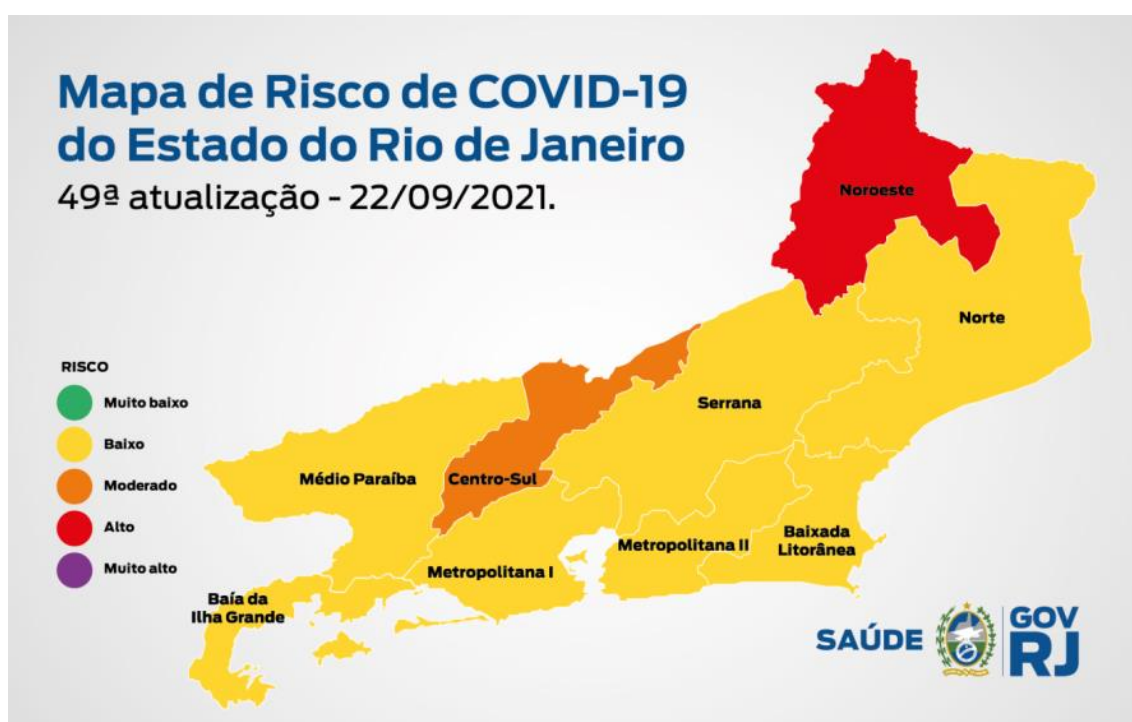 Mapa de Risco de COVID-19
do Estado do Rio de Janeiro
49ª atualização - 22/09/2021.
Noroeste
Norte
RISCO
Muito baixo
Baixo
Moderado
Alto
Muito alto
Serrana
Médio Paraíba
Centro-Sul
Metropolitana II
Baixada
Litorânea
Metropolitana I
Baía da
Ilha Grande
SAÚDE
GOV
RJ